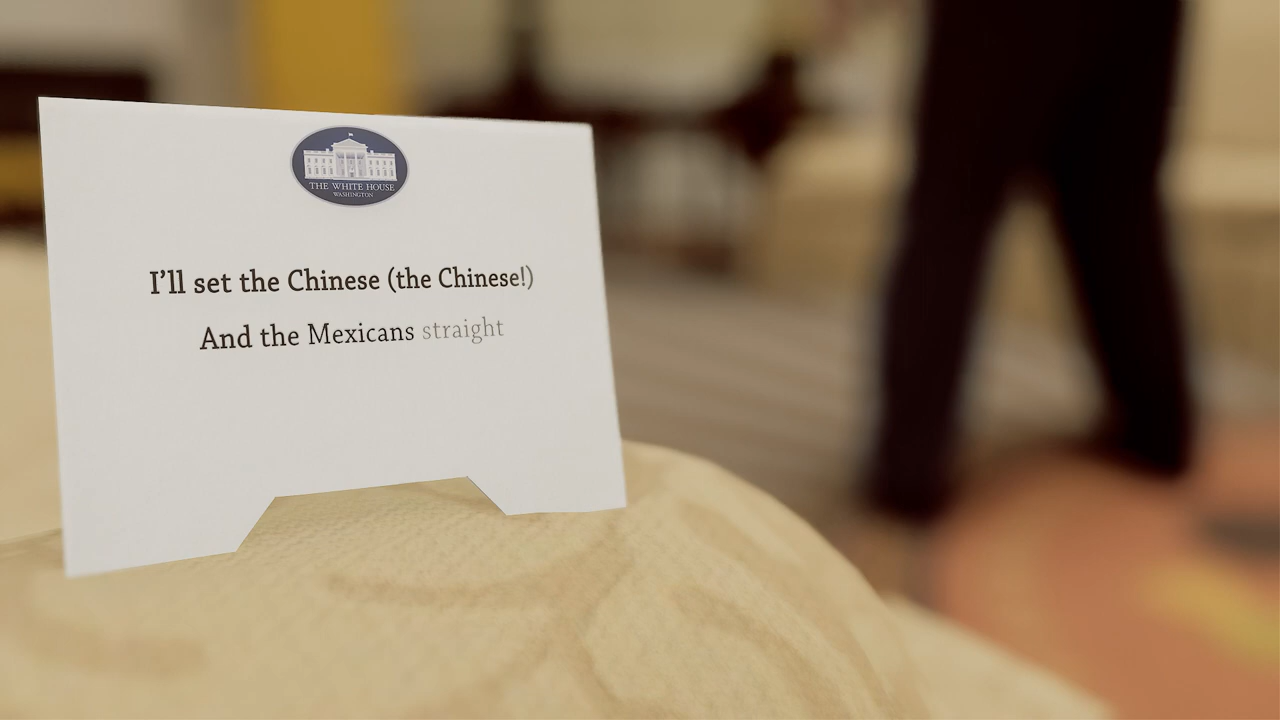 THE WHITE HOUSE
WASHINGTON
I'll set the Chinese (the Chinese!)
And the Mexicans straight